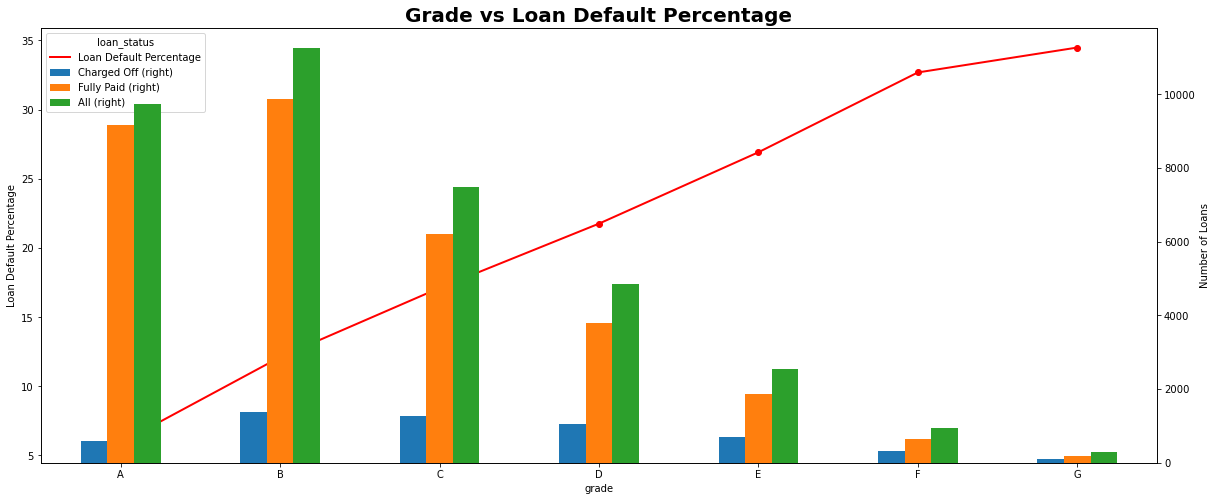 Grade vs Loan Default Percentage
loan_status
Loan Default Percentage
Charged Off (right)
Fully Paid (right)
All (right)
35
30
25
20
15
10
5
Loan Default Percentage
10000
8000
6000
4000
2000
0
Number of Loans
A B C D E F G
grade